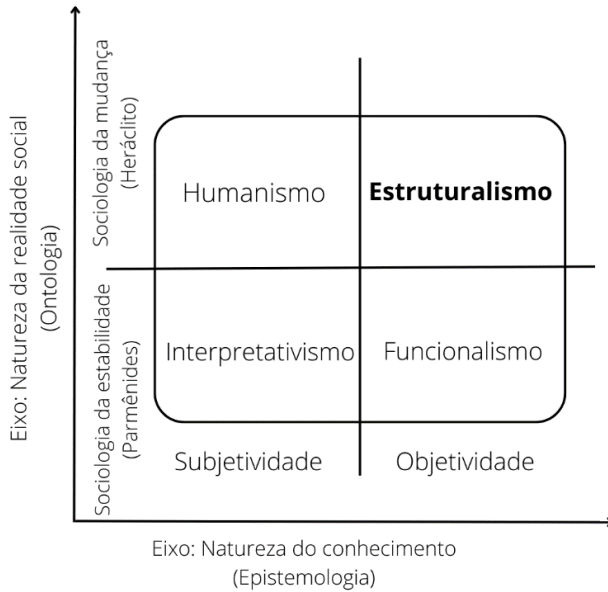 Eixo: Natureza da realidade social
(Ontologia)
Sociologia da mudança
(Heráclito)
Sociologia da estabilidade
(Parmênides)
Humanismo
Estruturalismo
Interpretativismo
Funcionalismo
Subjetividade
Objetividade
Eixo: Natureza do conhecimento
(Epistemologia)